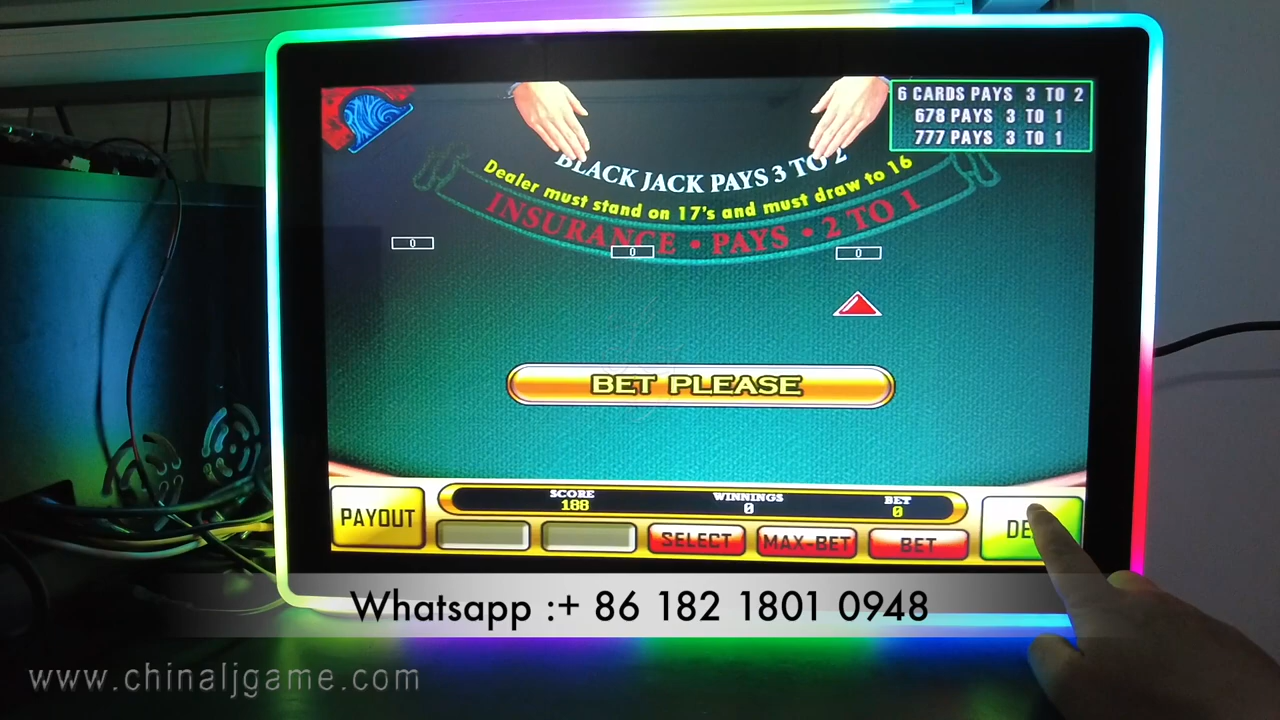 6 CARDS PAYS 3 TO 2
678 PAYS 3 TO 1
777 PAYS 3 TO 1
BLACK JACK PAYS 3 TO 2
Dealer must stand on 17's and must draw to 16
INSURANCE • PAYS • 2 TO 1
0
0
0
BET PLEASE
SCORE
188
WINNINGS
0
BET
0
PAYOUT
SELECT
MAX-BET
BET
Whatsapp :+ 86 182 1801 0948
www.chinaljgame.com